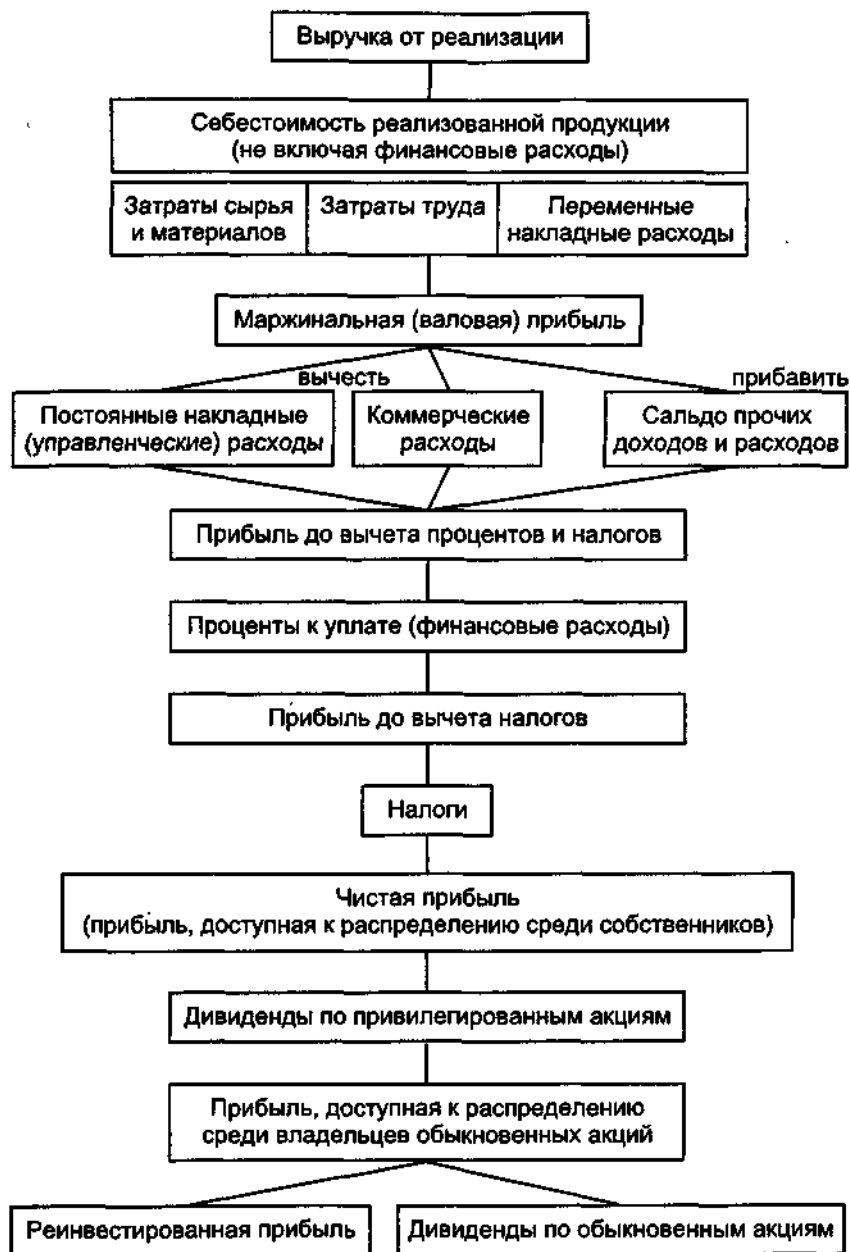 Выручка от реализации
Себестоимость реализованной продукции
(не включая финансовые расходы)
Затраты сырья
и материалов
Затраты труда
Переменные
накладные расходы
Маржинальная (валовая) прибыль
вычесть
прибавить
Постоянные накладные
(управленческие) расходы
Коммерческие
расходы
Сальдо прочих
доходов и расходов
Прибыль до вычета процентов и налогов
Проценты к уплате (финансовые расходы)
Прибыль до вычета налогов
Налоги
Чистая прибыль
(прибыль, доступная к распределению среди собственников)
Дивиденды по привилегированным акциям
Прибыль, доступная к распределению
среди владельцев обыкновенных акций
Реинвестированная прибыль
Дивиденды по обыкновенным акциям